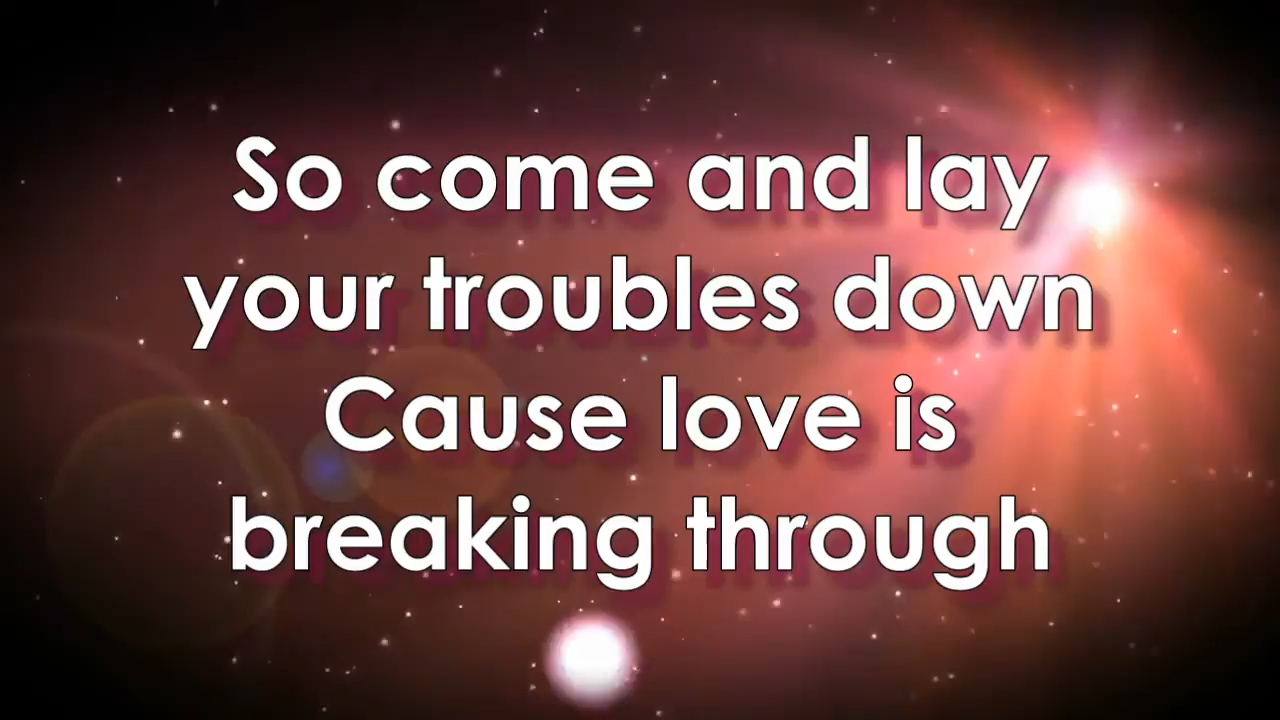 So come and lay
your troubles down
Cause love is
breaking through